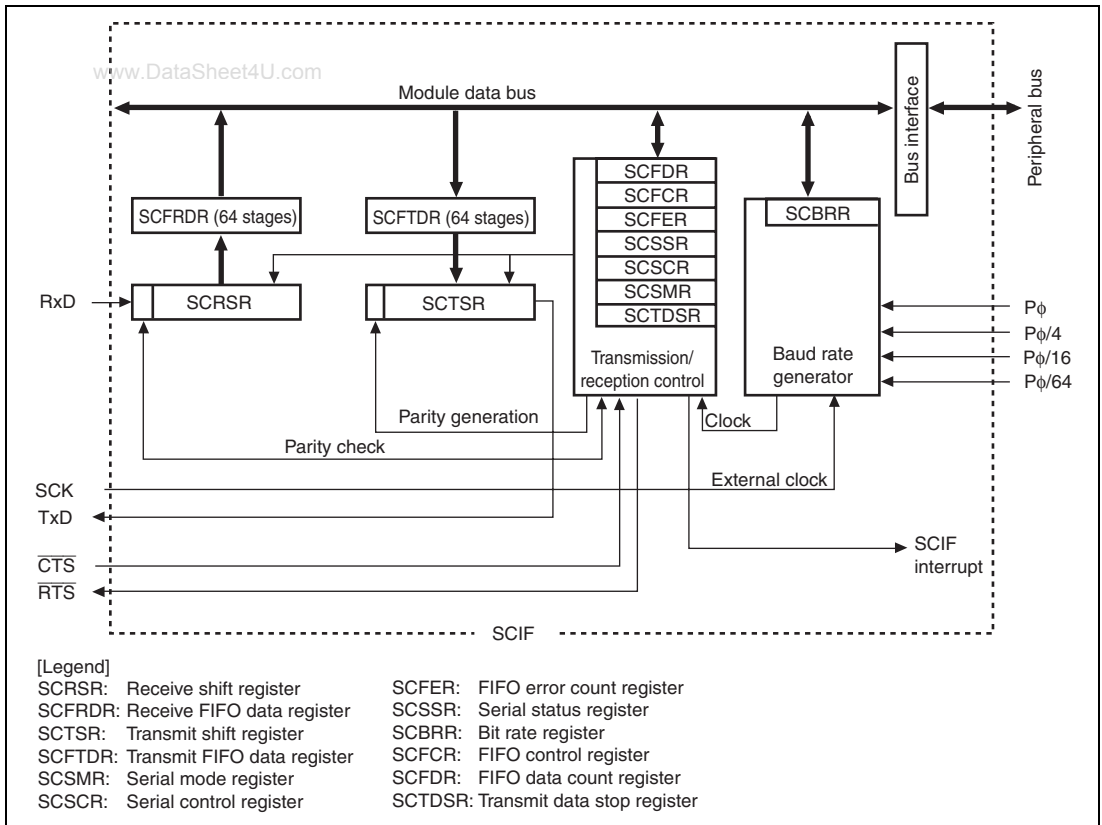 www.DataSheet4U.com
Module data bus
Bus interface
Peripheral bus
SCFRDR (64 stages)
SCFTDR (64 stages)
SCFDR
SCFCR
SCFER
SCSSR
SCSCR
SCSMR
SCTDSR
SCBRR
RxD
SCRSR
SCTSR
Transmission/
reception control
Baud rate
generator
Pϕ
Pϕ/4
Pϕ/16
Pϕ/64
Parity generation
Clock
Parity check
SCK
External clock
TxD
CTS
SCIF
interrupt
RTS
SCIF
[Legend]
SCRSR: Receive shift register
SCFRDR: Receive FIFO data register
SCTSR: Transmit shift register
SCFTDR: Transmit FIFO data register
SCSMR: Serial mode register
SCSCR: Serial control register
SCFER: FIFO error count register
SCSSR: Serial status register
SCBRR: Bit rate register
SCFCR: FIFO control register
SCFDR: FIFO data count register
SCTDSR: Transmit data stop register